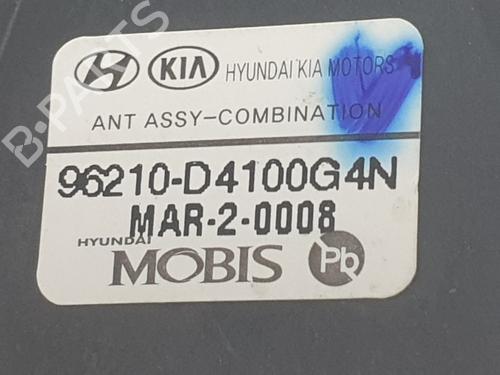 B-PARTS
KIA HYUNDAI KIA MOTORS
ANT ASSY-COMBINATION
96210-D4100G4N
MAR-2-0008
HYUNDAI
MOBIS Pb